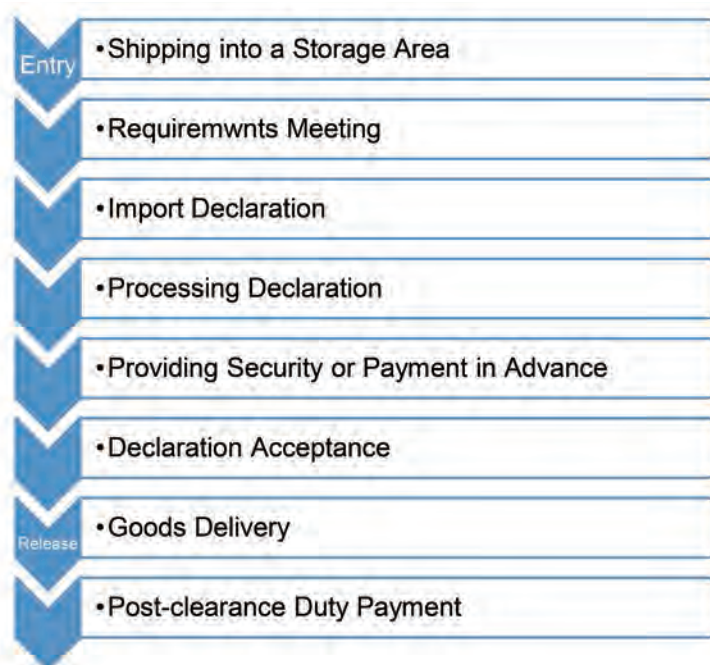 Entry
•Shipping into a Storage Area
•Requiremwnts Meeting
•Import Declaration
•Processing Declaration
•Providing Security or Payment in Advance
•Declaration Acceptance
Release
•Goods Delivery
•Post-clearance Duty Payment